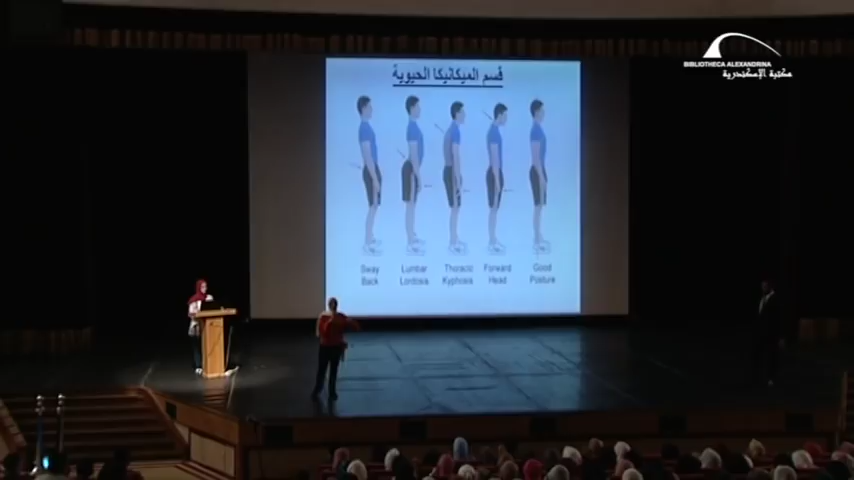 قسم الميكانيكا الحيوية
Sway Back
Lumbar Lordosis
Thoracic Kyphosis
Forward Head
Good Posture
BIBLIOTHECA ALEXANDRINA
مكتبة الإسكندرية